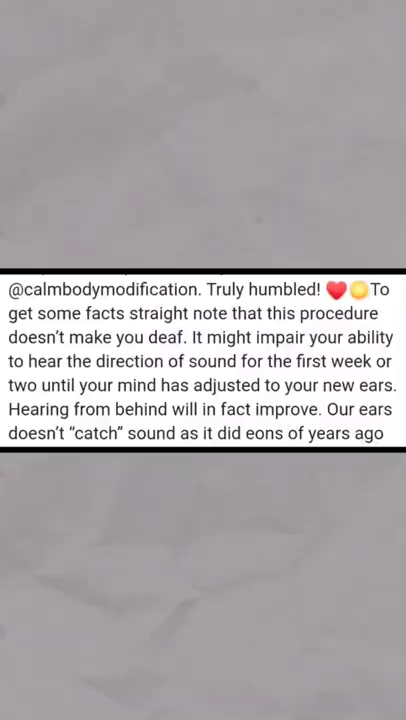 @calmbodymodification. Truly humbled! ❤️🌕To
get some facts straight note that this procedure
doesn’t make you deaf. It might impair your ability
to hear the direction of sound for the first week or
two until your mind has adjusted to your new ears.
Hearing from behind will in fact improve. Our ears
doesn’t “catch” sound as it did eons of years ago